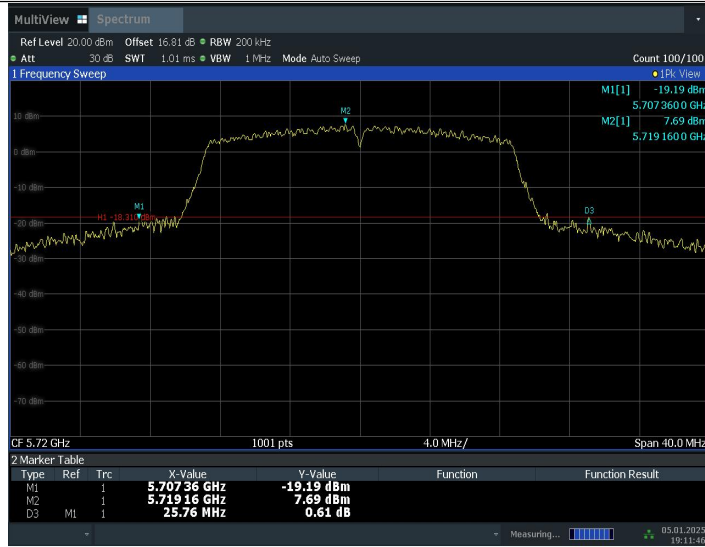 MultiView Spectrum
Ref Level 20.00 dBm Offset 16.81 dB RBW 200 kHz
Att 30 dB SWT 1.01 ms VBW 1 MHz Mode Auto Sweep Count 100/100
1 Frequency Sweep 1Pk View
M1[1] -19.19 dBm
5.707 360 0 GHz
M2[1] 7.69 dBm
5.719 160 0 GHz
M2
10 dBm
0 dBm
-10 dBm
M1
H1 -18.310 dBm
D3
-20 dBm
-30 dBm
-40 dBm
-50 dBm
-60 dBm
-70 dBm
CF 5.72 GHz 1001 pts 4.0 MHz/ Span 40.0 MHz
2 Marker Table
Type Ref Trc X-Value Y-Value Function Function Result
M1 1 5.707 36 GHz -19.19 dBm
M2 1 5.719 16 GHz 7.69 dBm
D3 M1 1 25.76 MHz 0.61 dB
Measuring... 05.01.2025
19:11:46